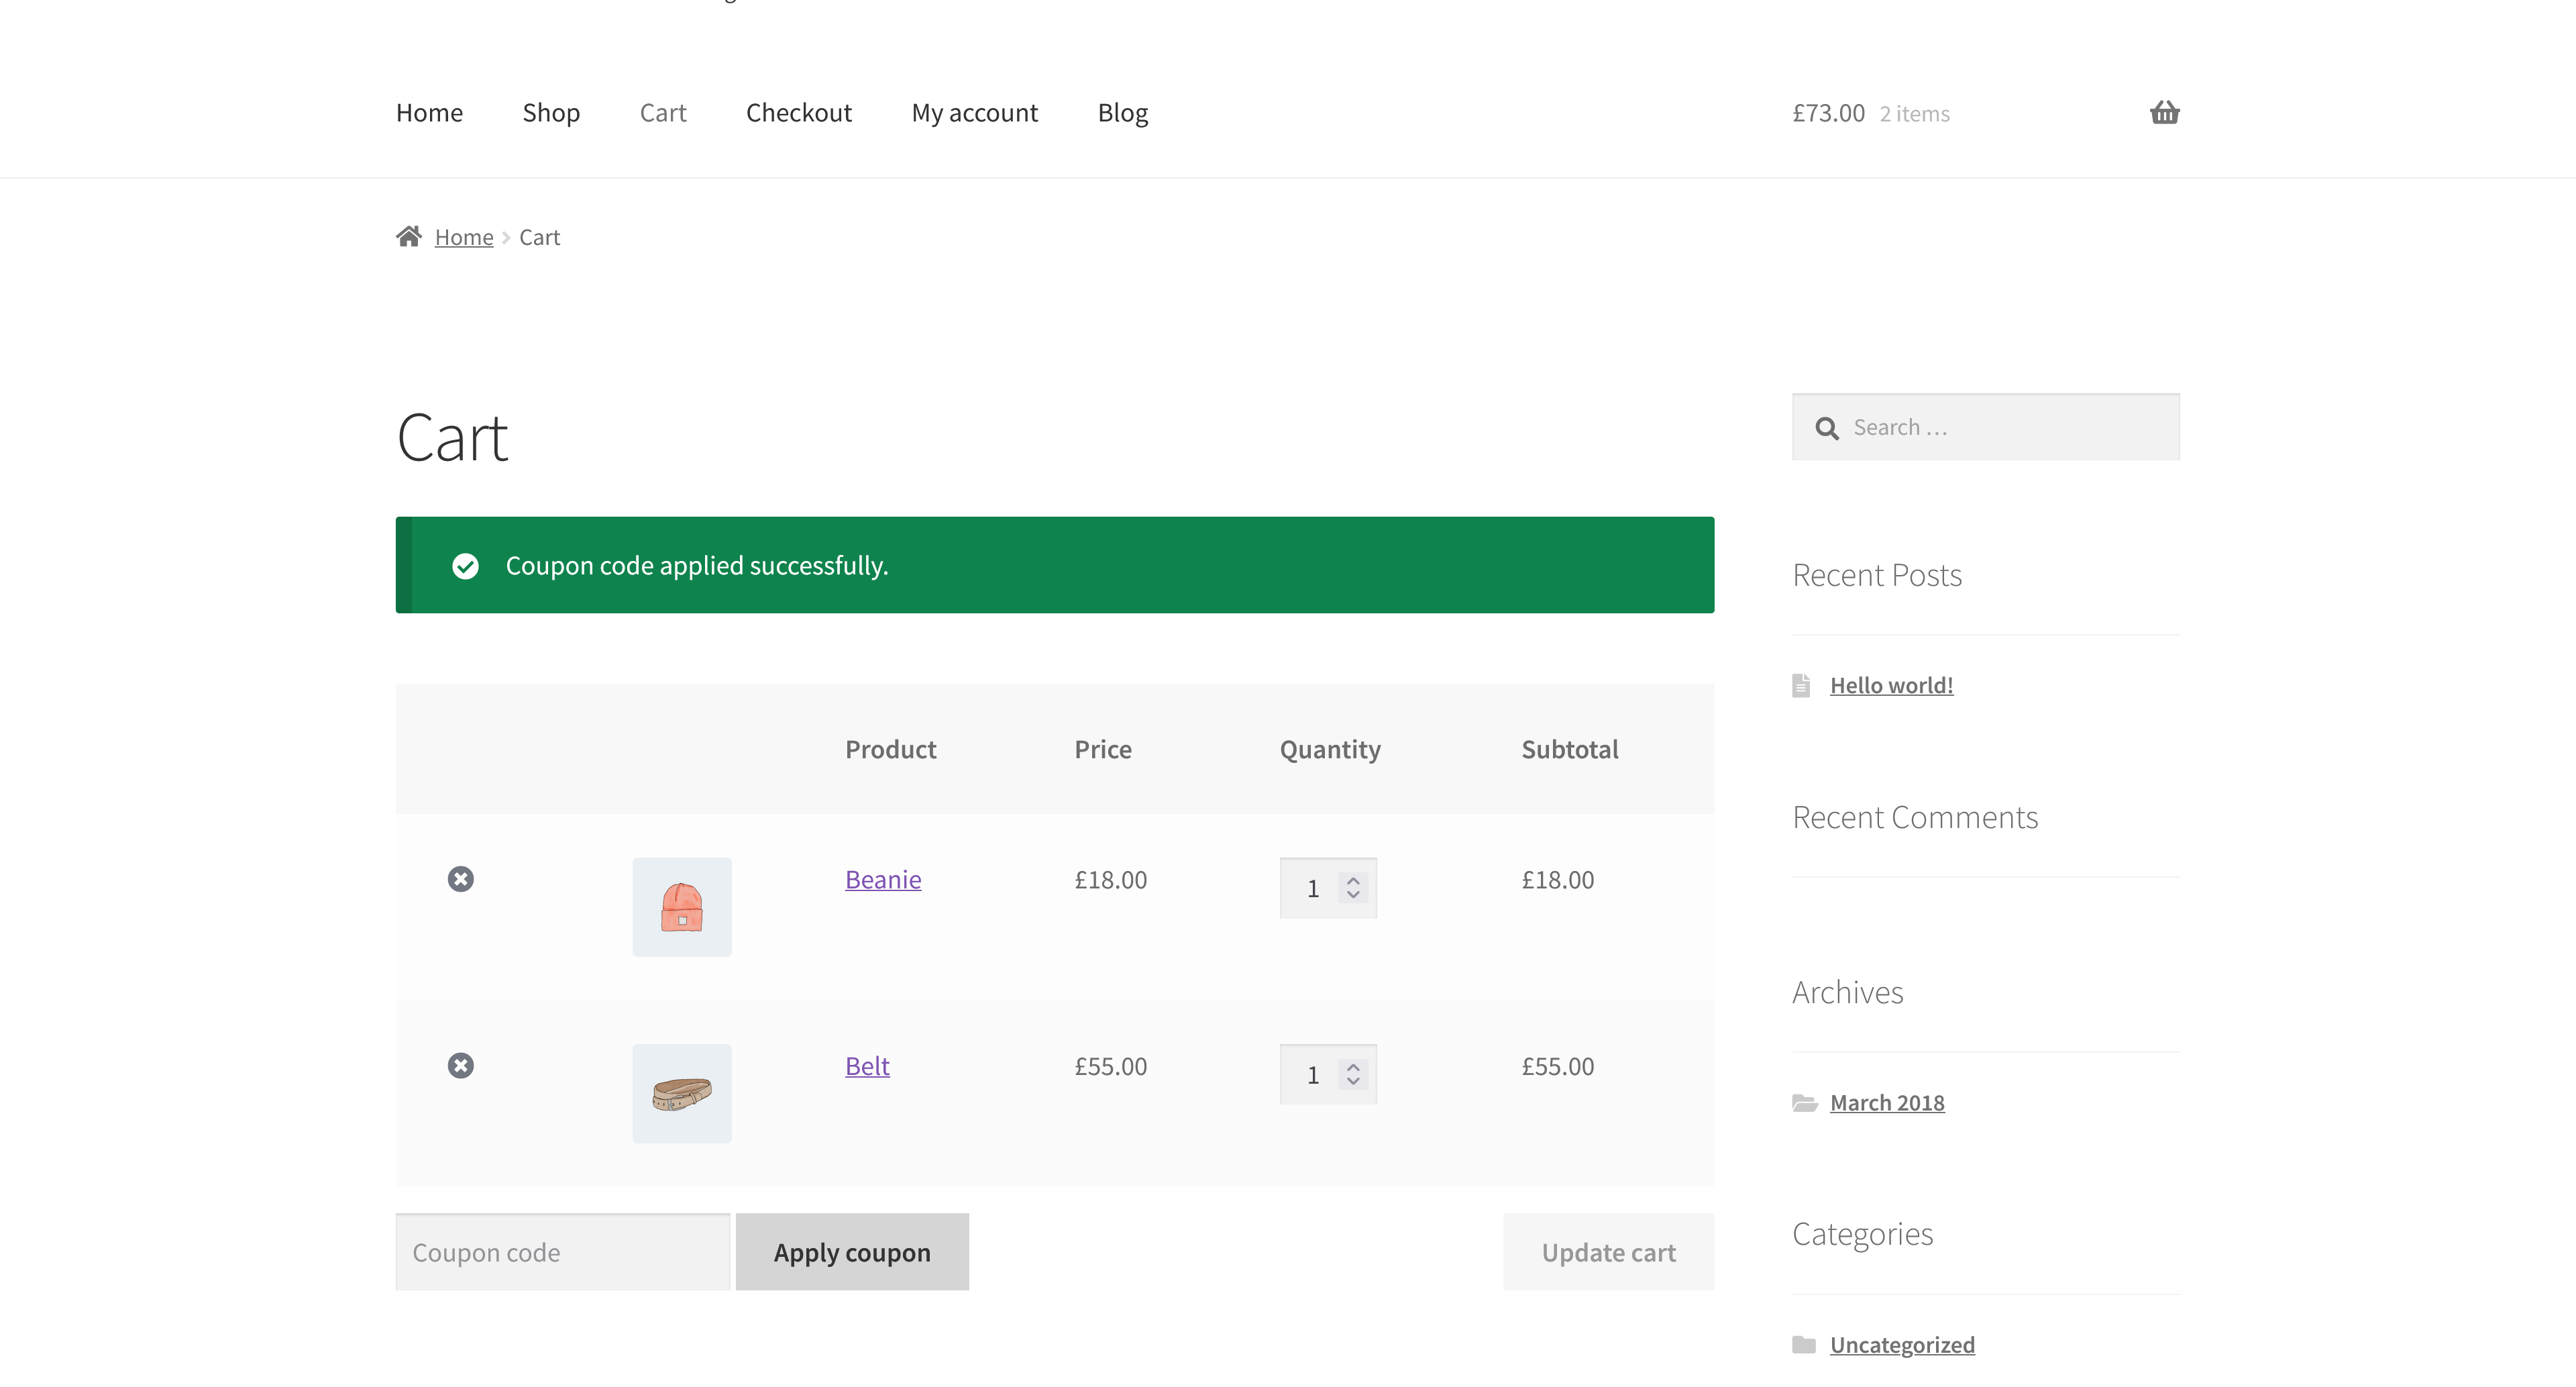 Home Shop Cart Checkout My account Blog £73.00 2 items
Home Cart
Cart
Search …
Coupon code applied successfully.
Recent Posts
Hello world!
Product Price Quantity Subtotal
Recent Comments
Beanie £18.00 1 £18.00
Archives
Belt £55.00 1 £55.00
March 2018
Coupon code Apply coupon Update cart
Categories
Uncategorized